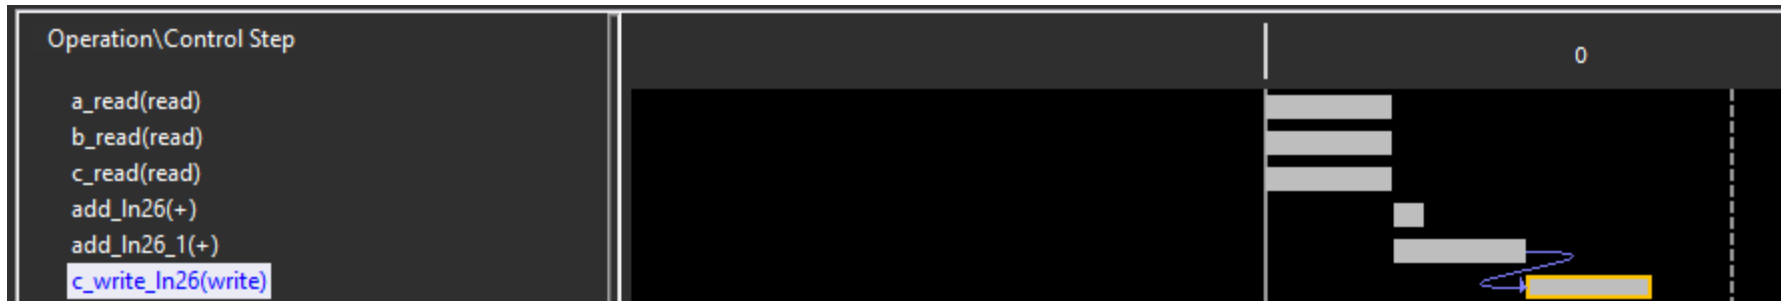 Operation\Control Step
0
a_read(read)
b_read(read)
c_read(read)
add_ln26(+)
add_ln26_1(+)
c_write_ln26(write)